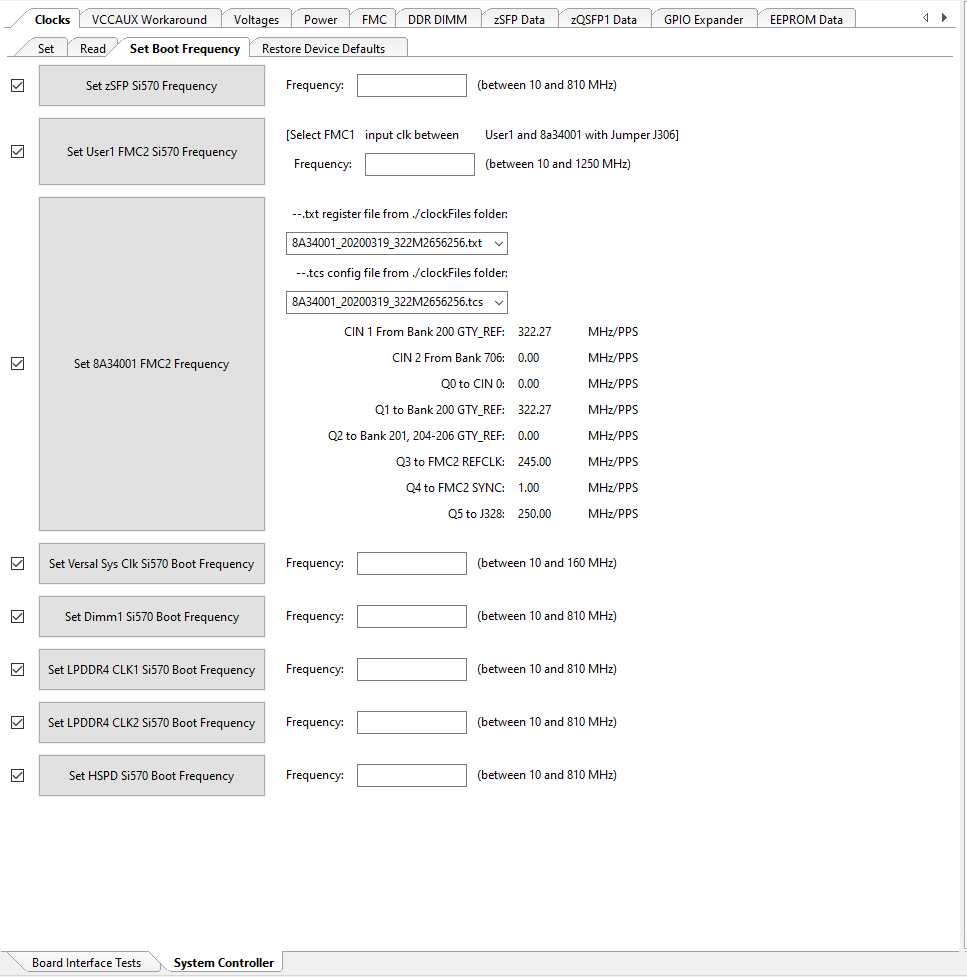 Clocks VCCAUX Workaround Voltages Power FMC DDR DIMM zSFP Data zQSFP1 Data GPIO Expander EEPROM Data
Set Read Set Boot Frequency Restore Device Defaults
Set zSFP Si570 Frequency Frequency: (between 10 and 810 MHz)
[Select FMC1 input clk between User1 and 8a34001 with Jumper J306]
Set User1 FMC2 Si570 Frequency
Frequency: (between 10 and 1250 MHz)
--.txt register file from ./clockFiles folder:
8A34001_20200319_322M2656256.txt
--.tcs config file from ./clockFiles folder:
8A34001_20200319_322M2656256.tcs
CIN 1 From Bank 200 GTY_REF: 322.27 MHz/PPS
CIN 2 From Bank 706: 0.00 MHz/PPS
Set 8A34001 FMC2 Frequency
Q0 to CIN 0: 0.00 MHz/PPS
Q1 to Bank 200 GTY_REF: 322.27 MHz/PPS
Q2 to Bank 201, 204-206 GTY_REF: 0.00 MHz/PPS
Q3 to FMC2 REFCLK: 245.00 MHz/PPS
Q4 to FMC2 SYNC: 1.00 MHz/PPS
Q5 to J328: 250.00 MHz/PPS
Set Versal Sys Clk Si570 Boot Frequency Frequency: (between 10 and 160 MHz)
Set Dimm1 Si570 Boot Frequency Frequency: (between 10 and 810 MHz)
Set LPDDR4 CLK1 Si570 Boot Frequency Frequency: (between 10 and 810 MHz)
Set LPDDR4 CLK2 Si570 Boot Frequency Frequency: (between 10 and 810 MHz)
Set HSPD Si570 Boot Frequency Frequency: (between 10 and 810 MHz)
Board Interface Tests System Controller